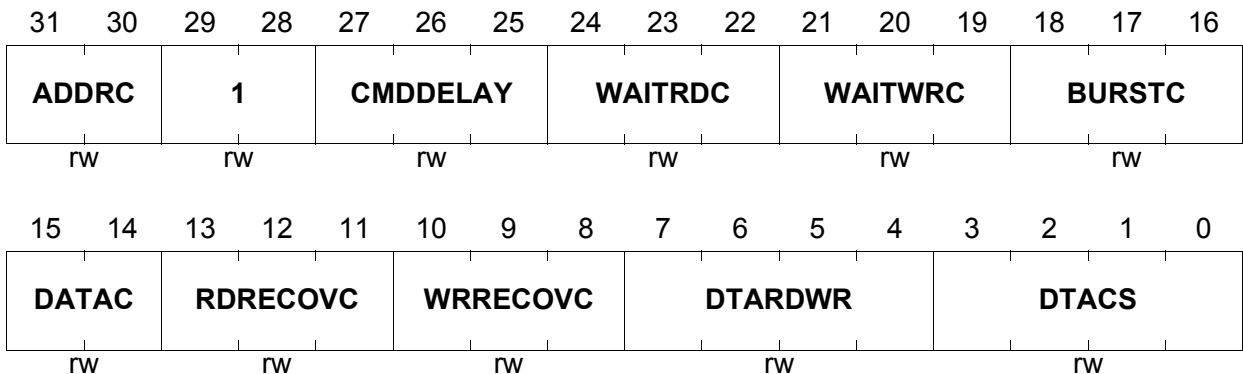 31 30 29 28 27 26 25 24 23 22 21 20 19 18 17 16
ADDRC 1 CMDDELAY WAITRDC WAITWRC BURSTC
rw rw rw rw rw rw
15 14 13 12 11 10 9 8 7 6 5 4 3 2 1 0
DATAC RDRECOVC WRRECOVC DTARDWR DTACS
rw rw rw rw rw